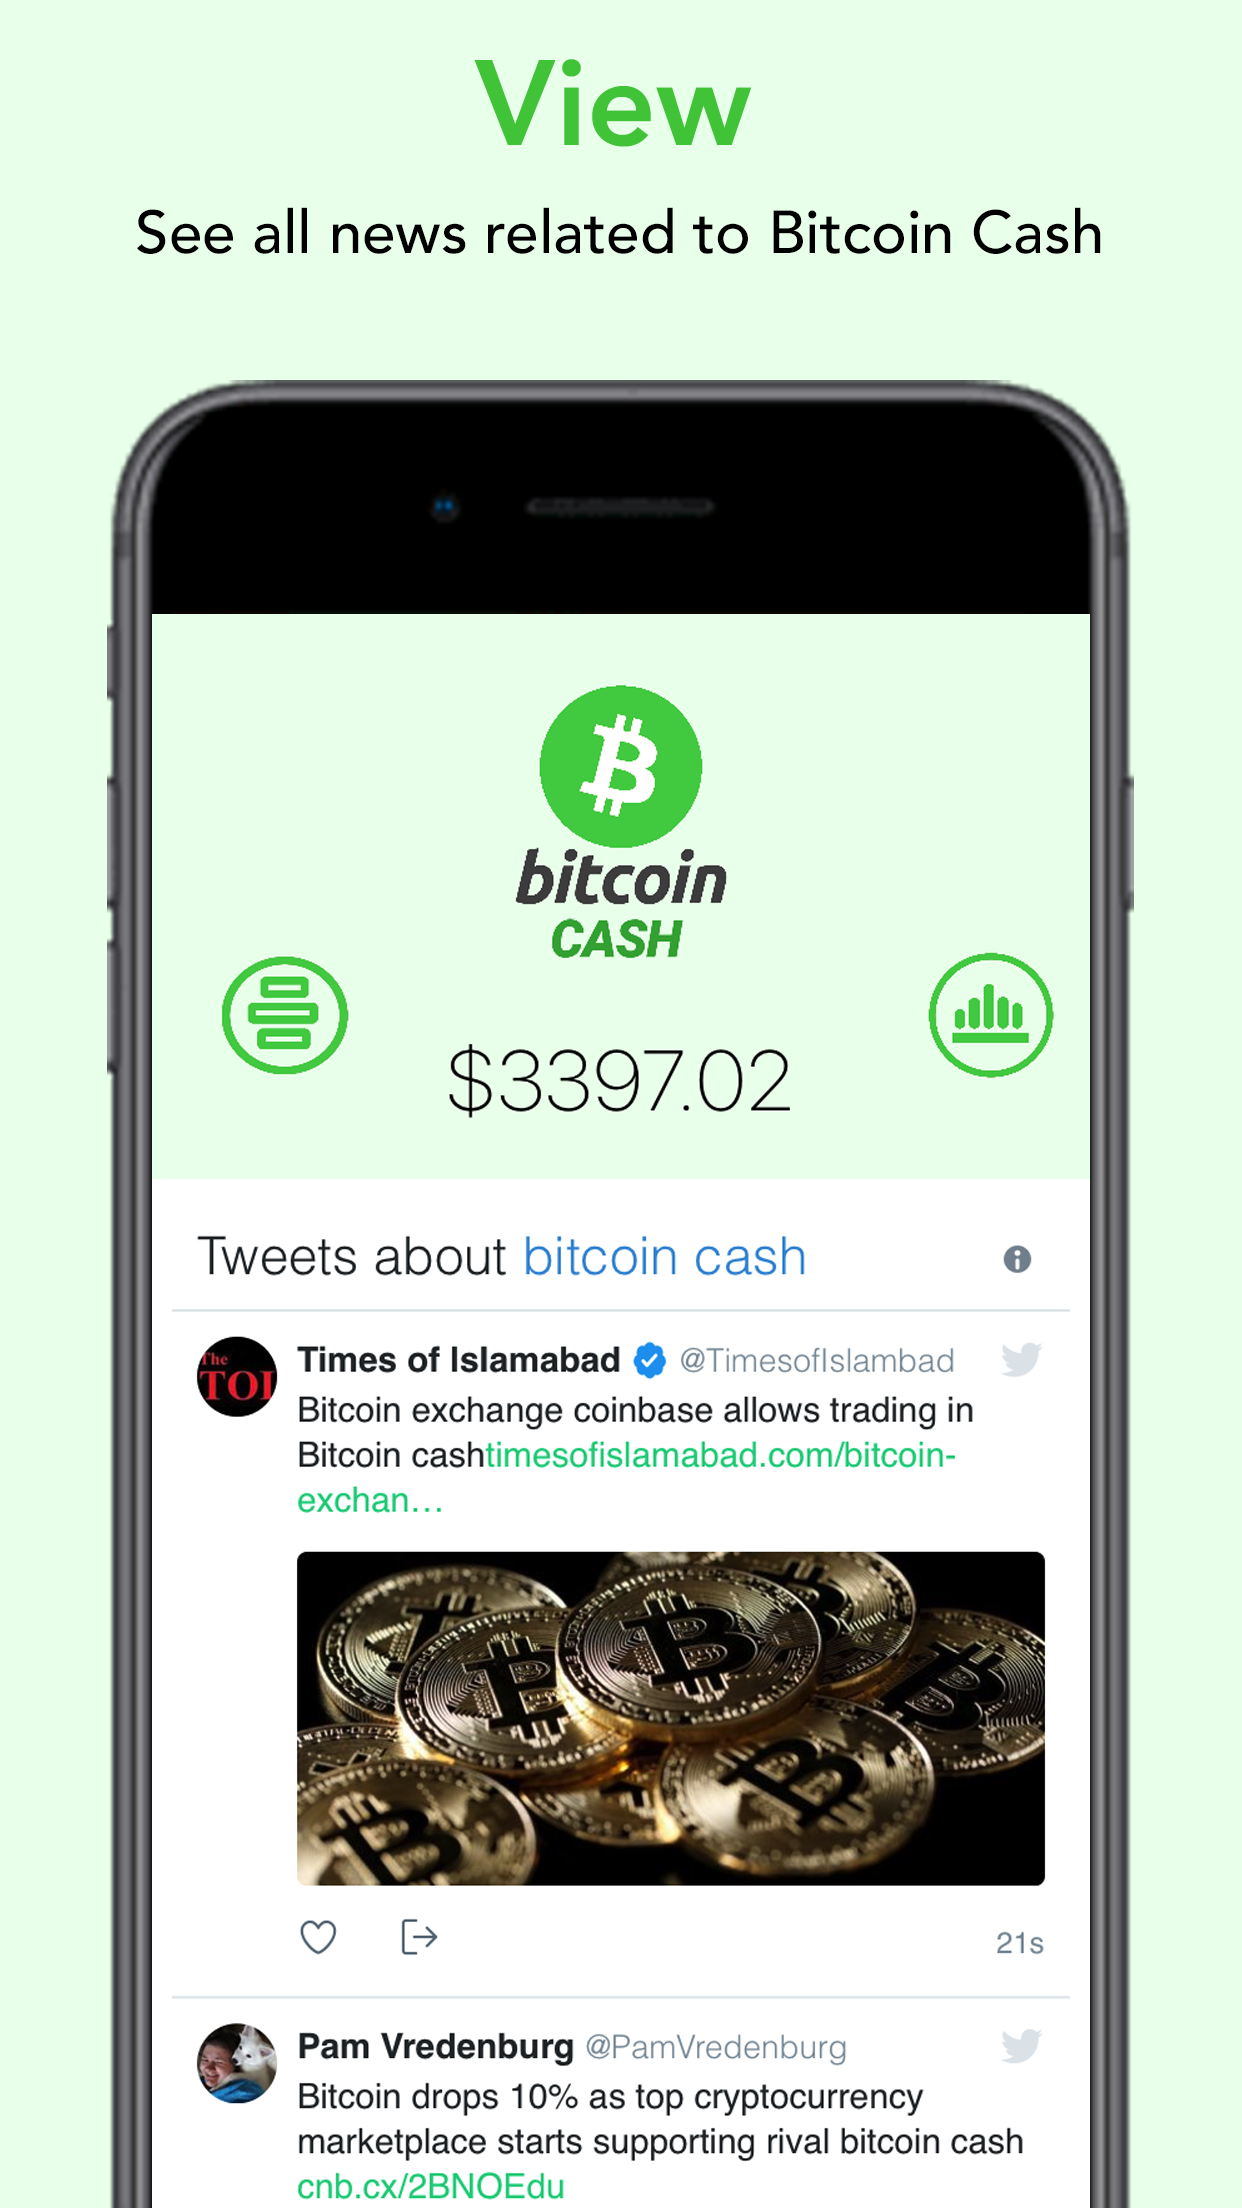 View
See all news related to Bitcoin Cash
bitcoin
CASH
$3397.02
Tweets about bitcoin cash
The
TOI
Times of Islamabad @TimesofIslambad
Bitcoin exchange coinbase allows trading in
Bitcoin cashtimesofislamabad.com/bitcoin-
exchan…
21s
Pam Vredenburg @PamVredenburg
Bitcoin drops 10% as top cryptocurrency
marketplace starts supporting rival bitcoin cash
cnb.cx/2BNOEdu